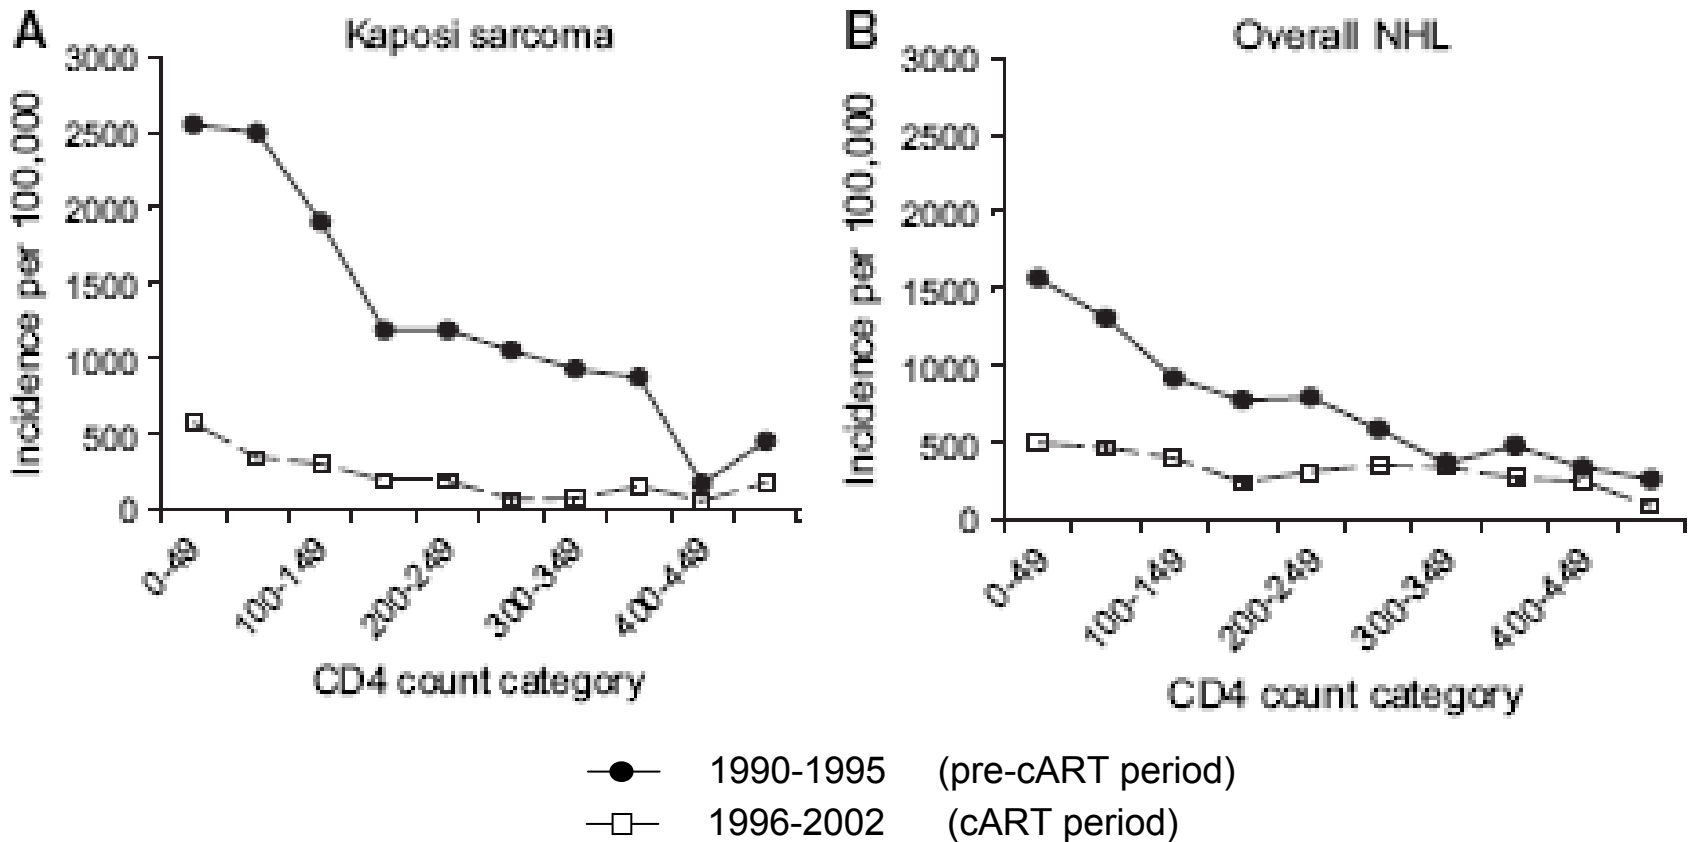 A
Kaposi sarcoma
Incidence per 100,000
3000
2500
2000
1500
1000
500
0
0-49
100-149
200-249
300-349
400-449
CD4 count category
B
Overall NHL
Incidence per 100,000
3000
2500
2000
1500
1000
500
0
0-49
100-149
200-249
300-349
400-449
CD4 count category
1990-1995 (pre-cART period)
1996-2002 (cART period)